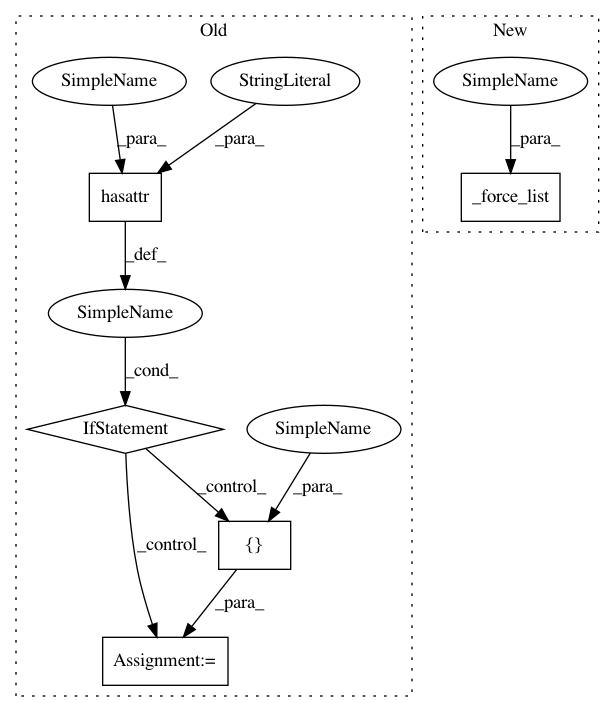 Old
New
SimpleName
StringLiteral
SimpleName
_para_
_para_
_para_
hasattr
_force_list
_def_
SimpleName
_cond_
IfStatement
SimpleName
_control_
_para_
_control_
{}
_para_
Assignment:=